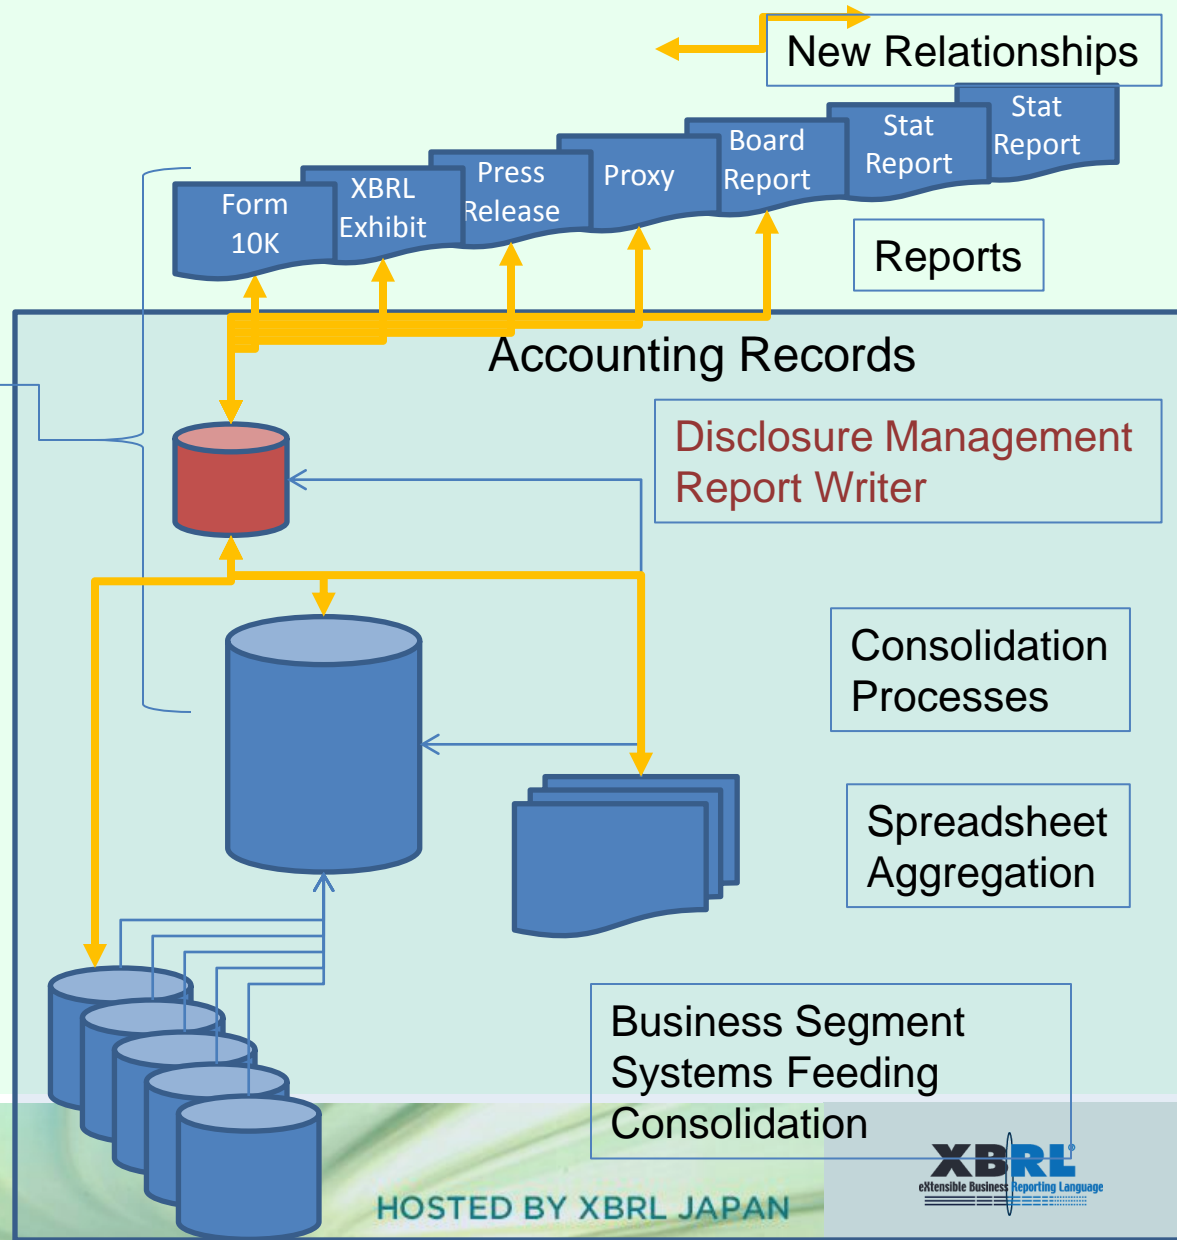 New Relationships
Form
10K
XBRL
Exhibit
Press
Release
Proxy
Board
Report
Stat
Report
Stat
Report
Reports
Accounting Records
Disclosure Management
Report Writer
Consolidation
Processes
Spreadsheet
Aggregation
Business Segment
Systems Feeding
Consolidation
HOSTED BY XBRL JAPAN
XBRL®
eXtensible Business Reporting Language